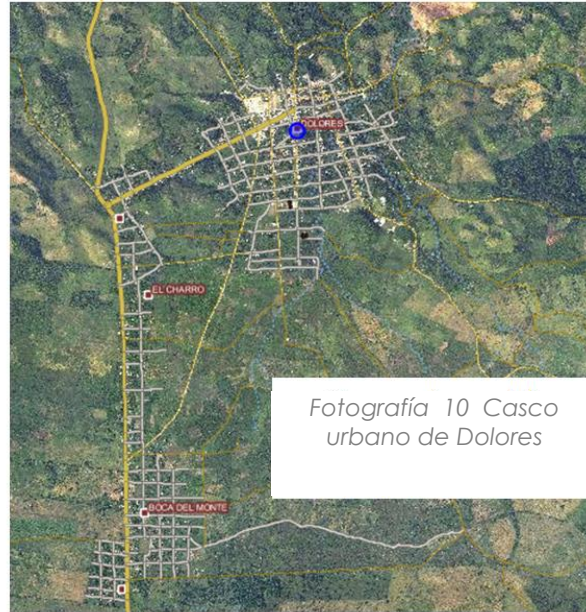 DOLORES
EL CHARRO
Fotografía 10 Casco
urbano de Dolores
BOCA DEL MONTE